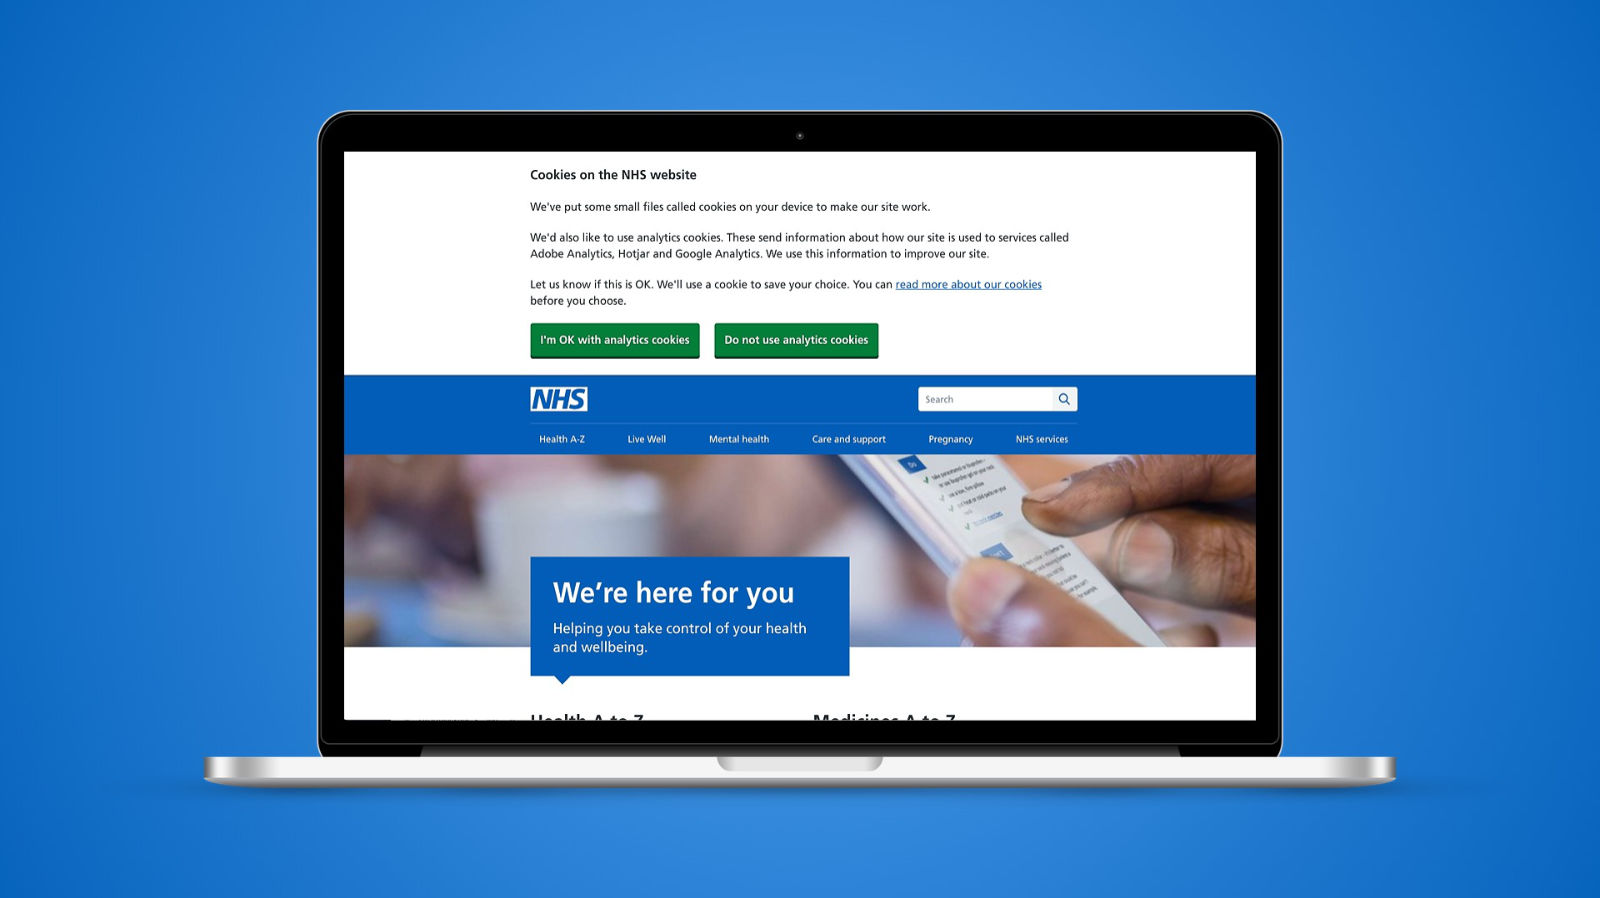 Cookies on the NHS website
We've put some small files called cookies on your device to make our site work.
We'd also like to use analytics cookies. These send information about how our site is used to services called
Adobe Analytics, Hotjar and Google Analytics. We use this information to improve our site.
Let us know if this is OK. We'll use a cookie to save your choice. You can read more about our cookies
before you choose.
I'm OK with analytics cookies
Do not use analytics cookies
NHS
Search
Health A-Z
Live Well
Mental health
Care and support
Pregnancy
NHS services
Do
We’re here for you
Helping you take control of your health
and wellbeing.
Health A to Z
Medicines A to Z